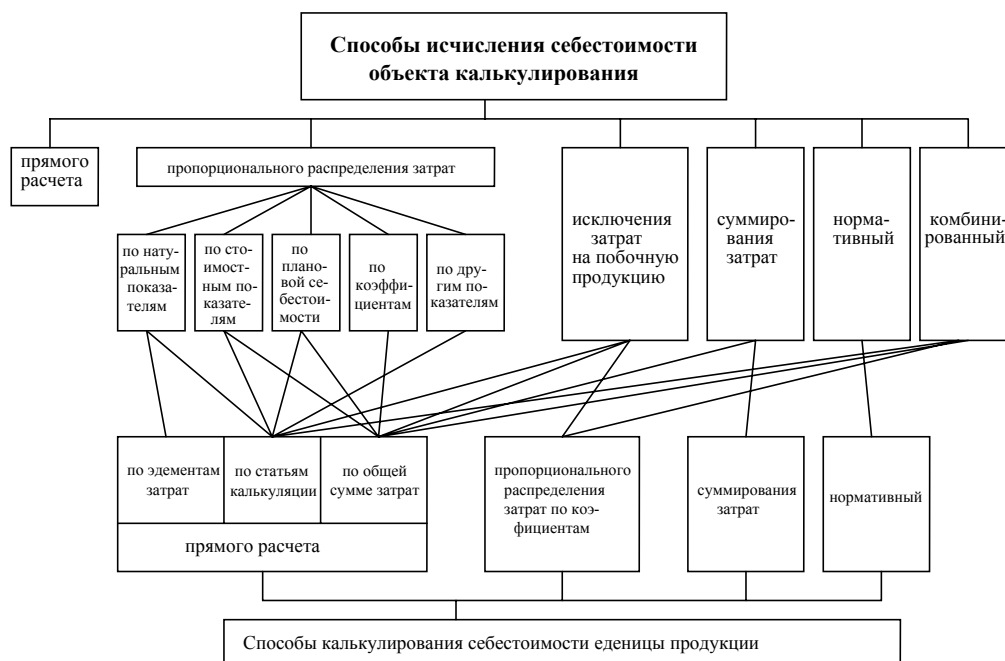 Способы исчисления себестоимости
объекта калькулирования
прямого
расчета
пропорционального распределения затрат
исключения
затрат
на побочную
продукцию
суммиро-
вания
затрат
норма-
тивный
комбини-
рованный
по нату-
ральным
показа-
телям
по сто-
имост-
ным по-
казате-
лям
по
плано-
вой се-
бестои-
мости
по
коэффи-
циентам
по дру-
гим по-
казателям
по эдементам
затрат
по статьям
калькуляции
по общей
сумме затрат
прямого расчета
пропорционального
распределения
затрат по коэ-
фициентам
суммирования
затрат
нормативный
Способы калькулирования себестоимости еденицы продукции